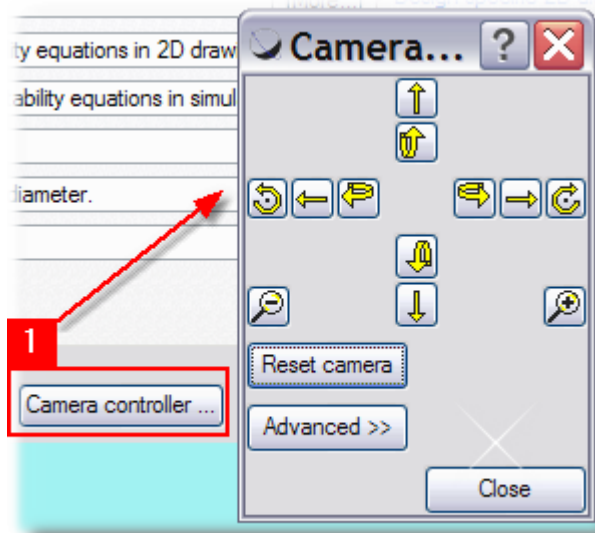 ty equations in 2D draw
ability equations in simul
diameter.
1
Camera controller ...
Camera...
?
Reset camera
Advanced >>
Close